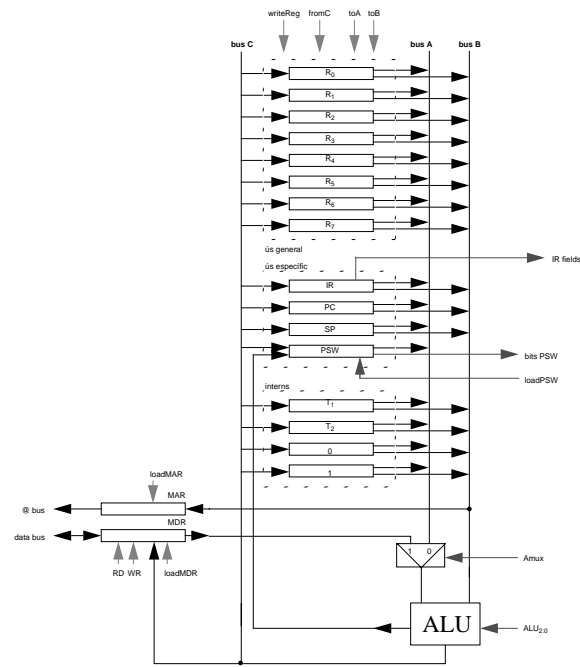 writeReg fromC toA toB
bus C bus A bus B
R0
R1
R2
R3
R4
R5
R6
R7
ús general
ús específic
IR fields
IR
PC
SP
PSW
bits PSW
loadPSW
interns
T1
T2
0
1
loadMAR
MAR
@ bus
MDR
data bus
1 0
Amux
RD WR loadMDR
ALU
ALU2:0